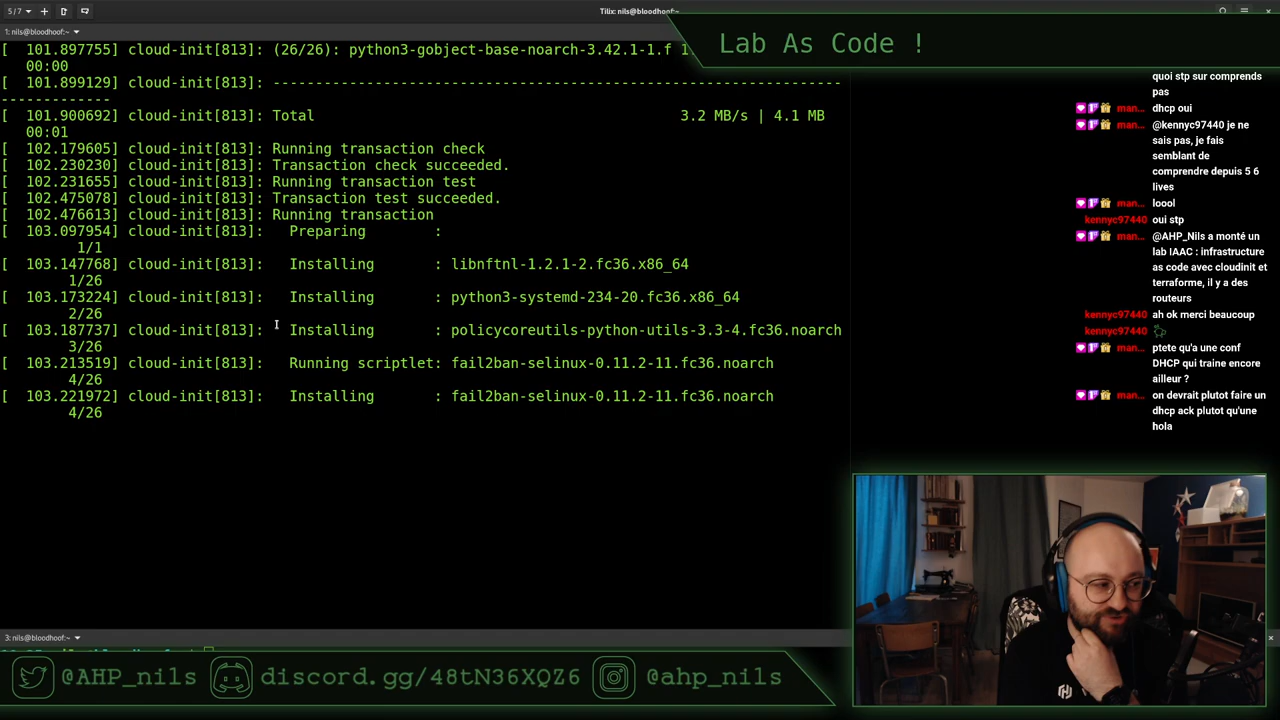 5/7
Tilix: nils@bloodhoof:~
1: nils@bloodhoof:~
[  101.897755] cloud-init[813]: (26/26): python3-gobject-base-noarch-3.42.1-1.f
00:00
[  101.899129] cloud-init[813]: -------------------------------------------------------------------
-------------
[  101.900692] cloud-init[813]: Total                                           3.2 MB/s | 4.1 MB
00:01
[  102.179605] cloud-init[813]: Running transaction check
[  102.230230] cloud-init[813]: Transaction check succeeded.
[  102.231655] cloud-init[813]: Running transaction test
[  102.475078] cloud-init[813]: Transaction test succeeded.
[  102.476613] cloud-init[813]: Running transaction
[  103.097954] cloud-init[813]:   Preparing        :
1/1
[  103.147768] cloud-init[813]:   Installing       : libnftnl-1.2.1-2.fc36.x86_64
1/26
[  103.173224] cloud-init[813]:   Installing       : python3-systemd-234-20.fc36.x86_64
2/26
[  103.187737] cloud-init[813]:   Installing       : policycoreutils-python-utils-3.3-4.fc36.noarch
3/26
[  103.213519] cloud-init[813]:   Running scriptlet: fail2ban-selinux-0.11.2-11.fc36.noarch
4/26
[  103.221972] cloud-init[813]:   Installing       : fail2ban-selinux-0.11.2-11.fc36.noarch
4/26
3: nils@bloodhoof:~
Lab As Code !
quoi stp sur comprends
pas
man... dhcp oui
man... @kennyc97440 je ne
sais pas, je fais
semblant de
comprendre depuis 5 6
lives
man... loool
kennyc97440 oui stp
man... @AHP_Nils a monté un
lab IAAC : infrastructure
as code avec cloudinit et
terraforme, il y a des
routeurs
kennyc97440 ah ok merci beaucoup
kennyc97440
man... ptete qu'a une conf
DHCP qui traine encore
ailleur ?
man... on devrait plutot faire un
dhcp ack plutot qu'une
hola
@AHP_nils
discord.gg/48tN36XQZ6
@ahp_nils